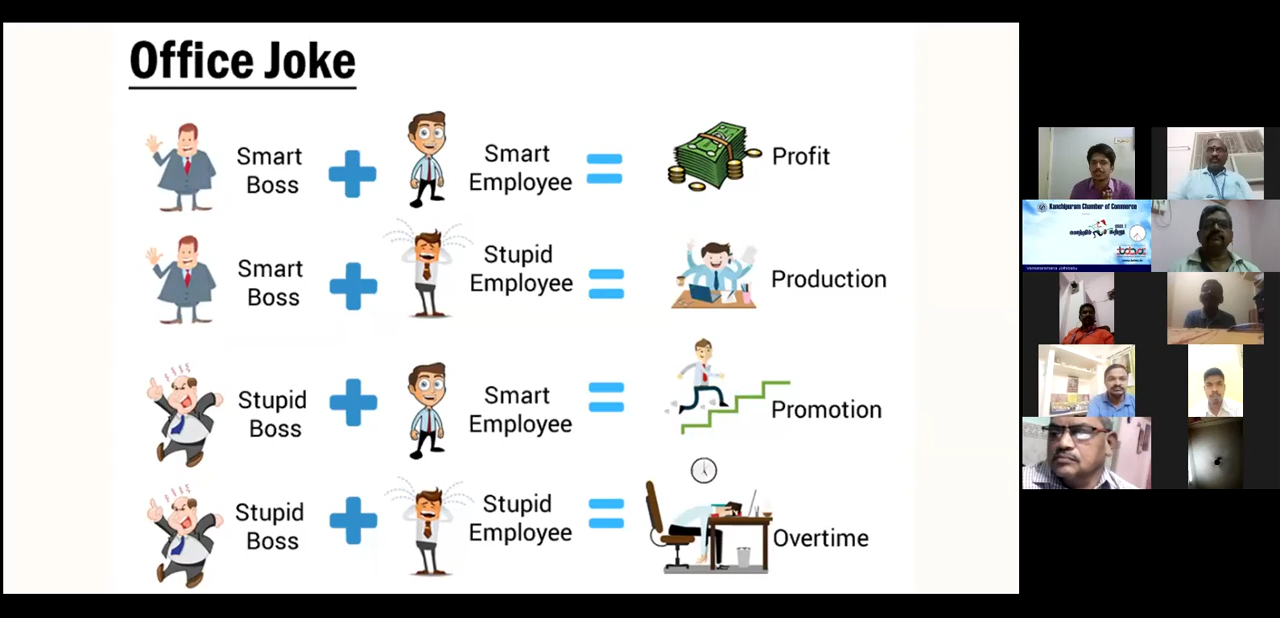 Office Joke
Smart
Boss
Smart
Employee
Profit
Smart
Boss
Stupid
Employee
Production
Stupid
Boss
Smart
Employee
Promotion
Stupid
Boss
Stupid
Employee
Overtime
Kanchipuram Chamber of Commerce